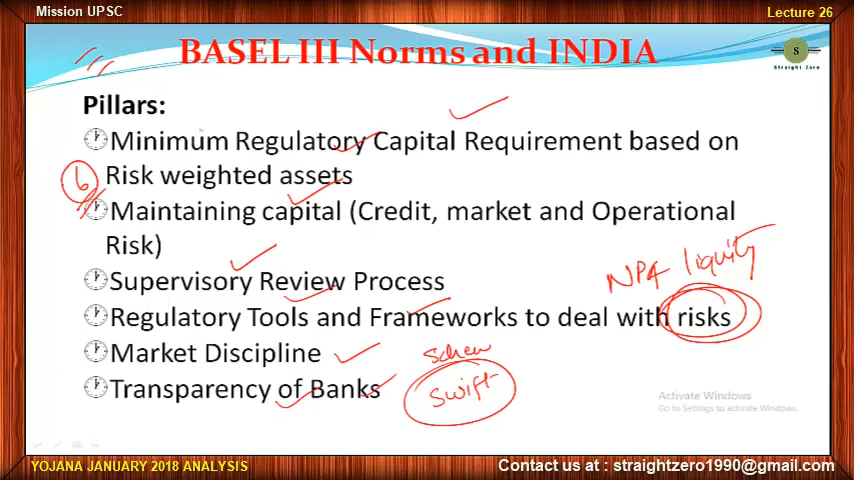 Mission UPSC
Lecture 26
BASEL III Norms and INDIA
S
Straight Zero
Pillars:
Minimum Regulatory Capital Requirement based on
Risk weighted assets
6
Maintaining capital (Credit, market and Operational
Risk)
Supervisory Review Process
NPA liquity
Regulatory Tools and Frameworks to deal with risks
Market Discipline
Transparency of Banks
Swift
Activate Windows
Go to Settings to activate Windows.
YOJANA JANUARY 2018 ANALYSIS
Contact us at : straightzero1990@gmail.com